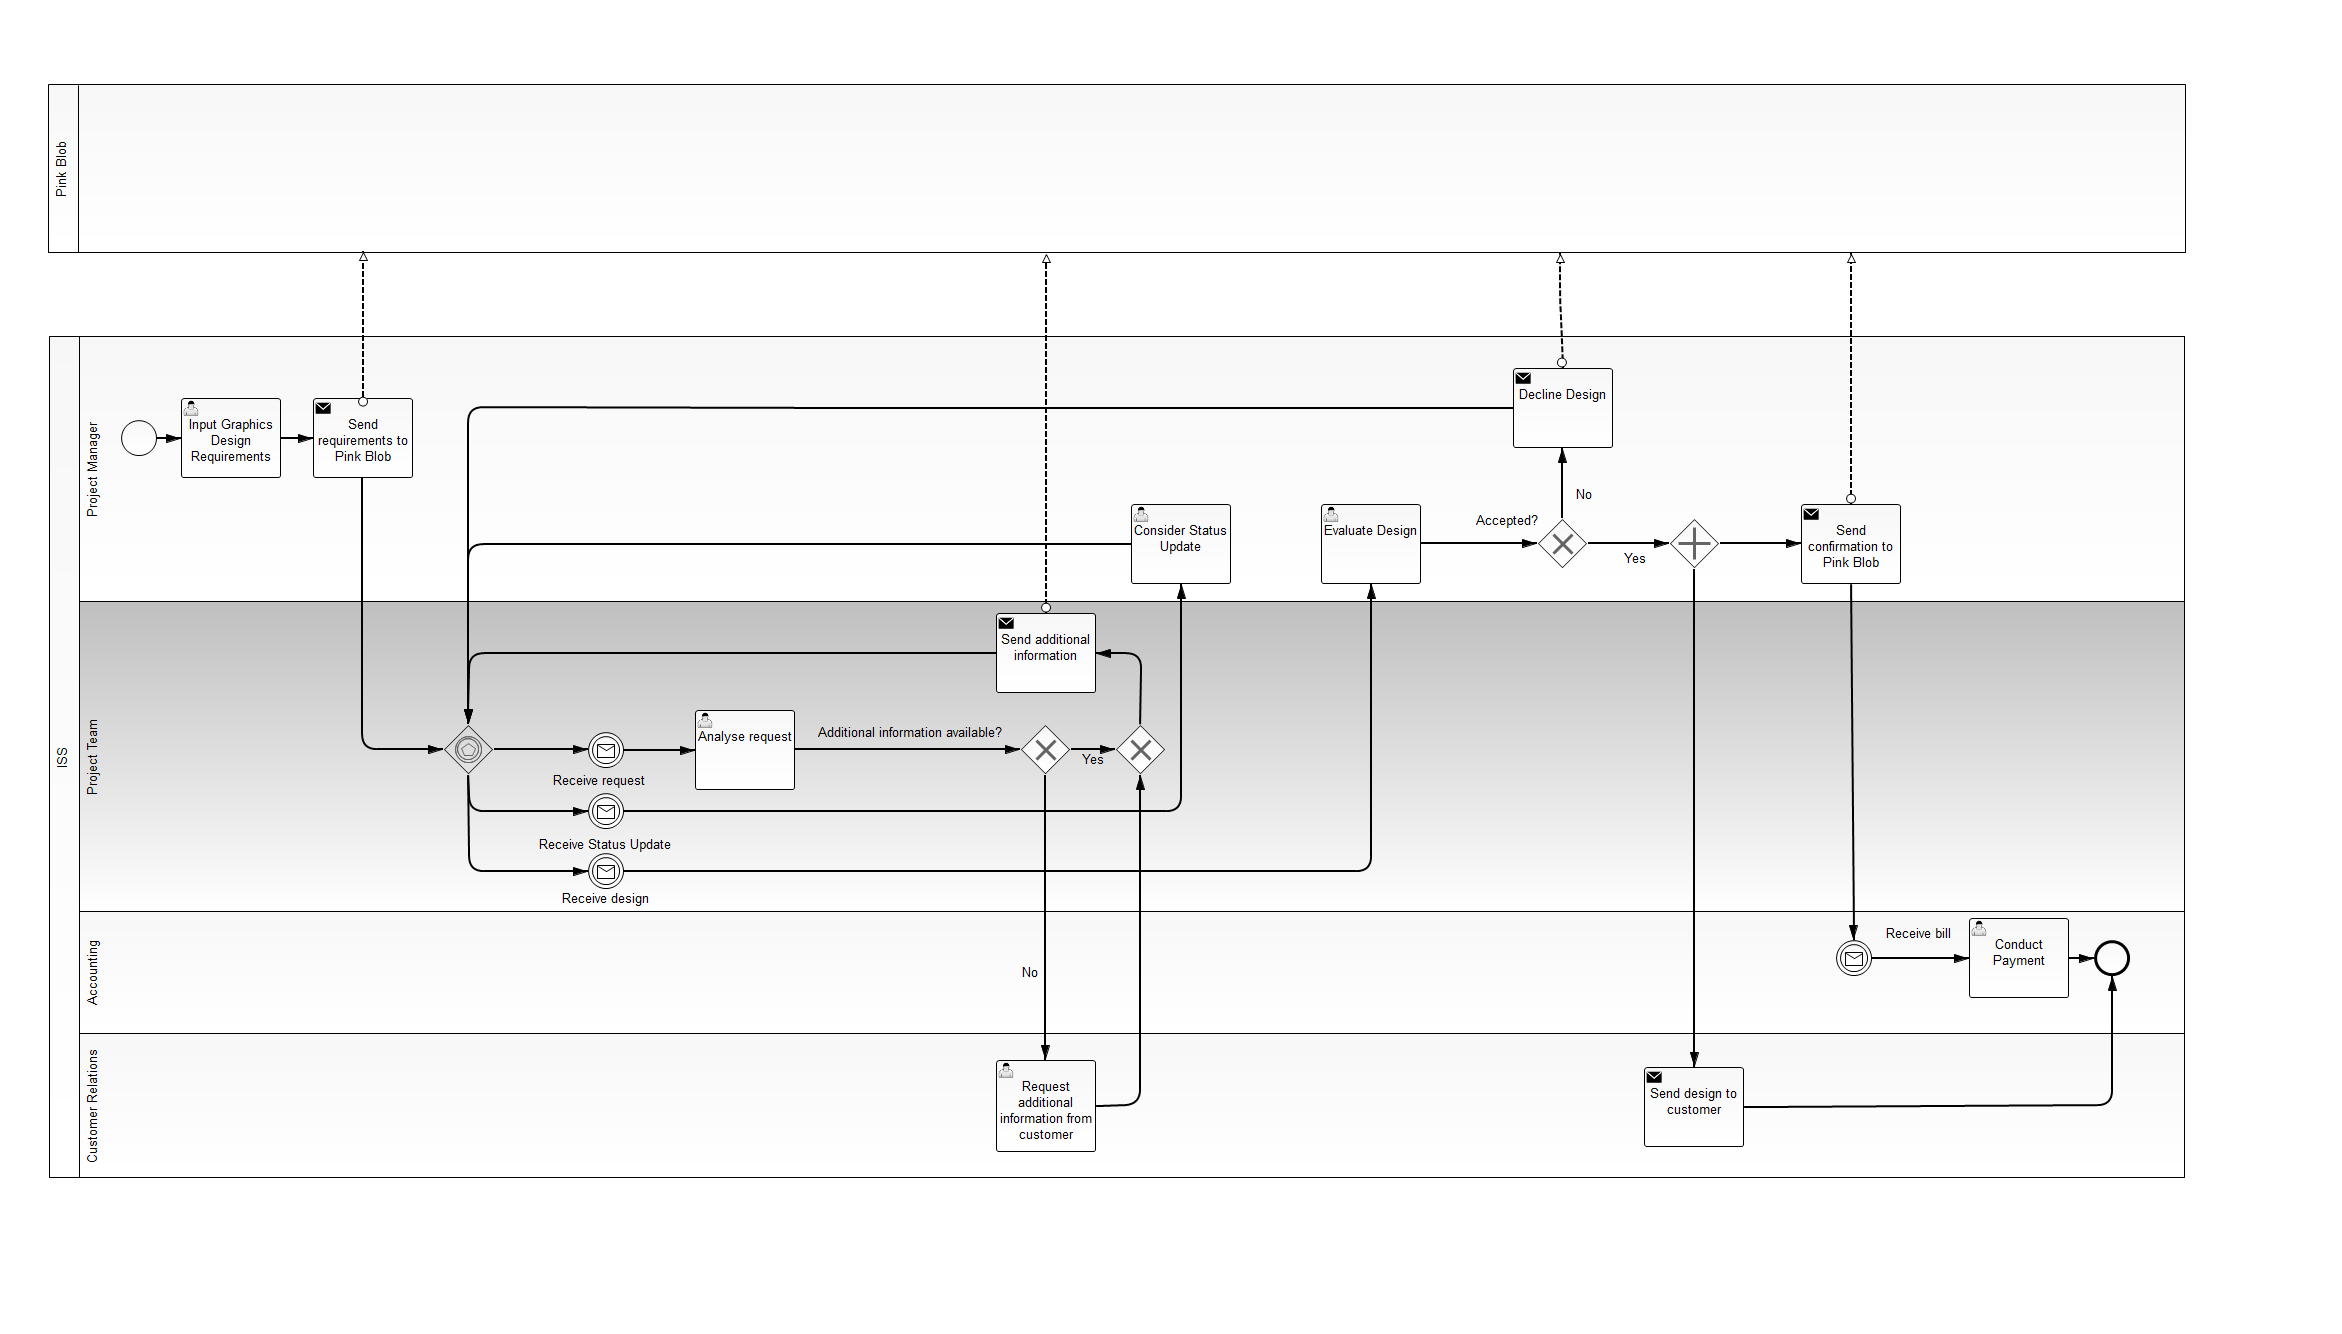 Pink Blob
ISS
Project Manager
Input Graphics
Design
Requirements
Send
requirements to
Pink Blob
Decline Design
No
Consider Status
Update
Evaluate Design
Accepted?
Yes
Send
confirmation to
Pink Blob
Project Team
Send additional
information
Analyse request
Additional information available?
Yes
Receive request
Receive Status Update
Receive design
Accounting
No
Receive bill
Conduct
Payment
Customer Relations
Request
additional
information from
customer
Send design to
customer